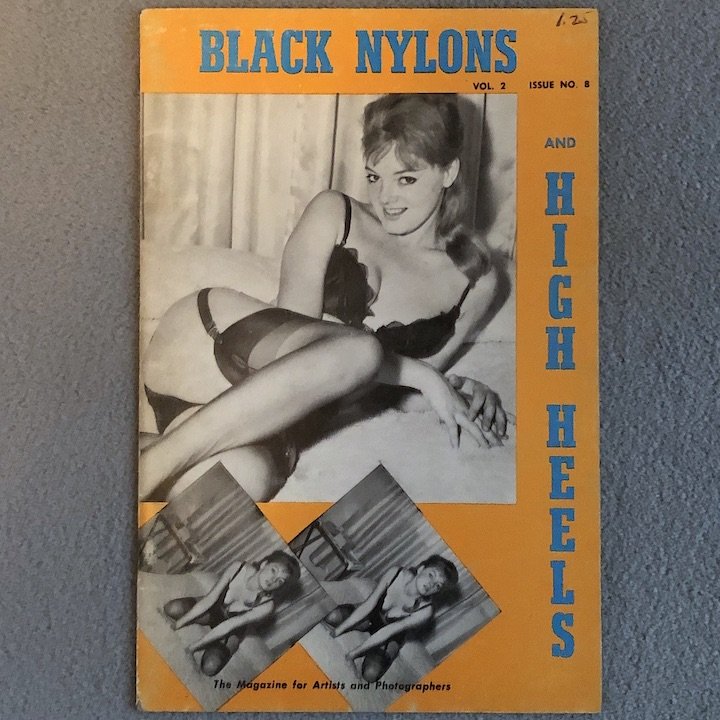 1.25
BLACK NYLONS
VOL. 2 ISSUE NO. 8
AND
HIGH HEELS
The Magazine for Artists and Photographers